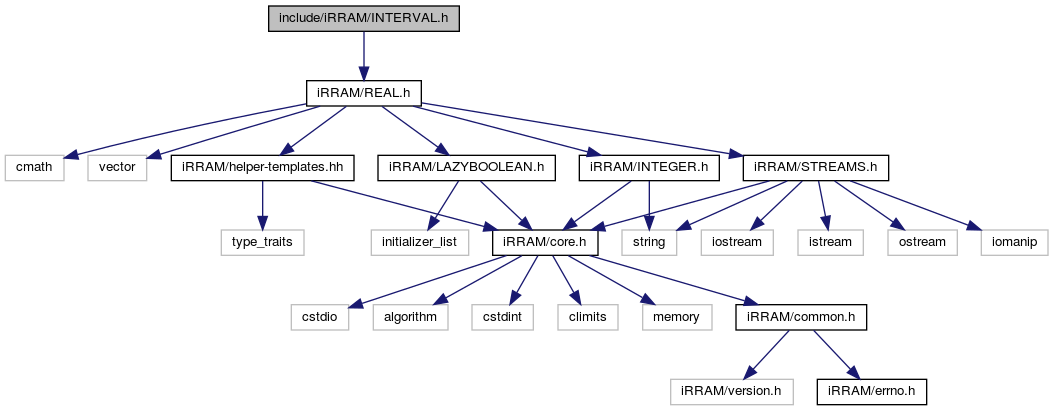 include/iRRAM/INTERVAL.h
iRRAM/REAL.h
cmath
vector
iRRAM/helper-templates.hh
iRRAM/LAZYBOOLEAN.h
iRRAM/INTEGER.h
iRRAM/STREAMS.h
type_traits
initializer_list
iRRAM/core.h
string
iostream
istream
ostream
iomanip
cstdio
algorithm
cstdint
climits
memory
iRRAM/common.h
iRRAM/version.h
iRRAM/errno.h